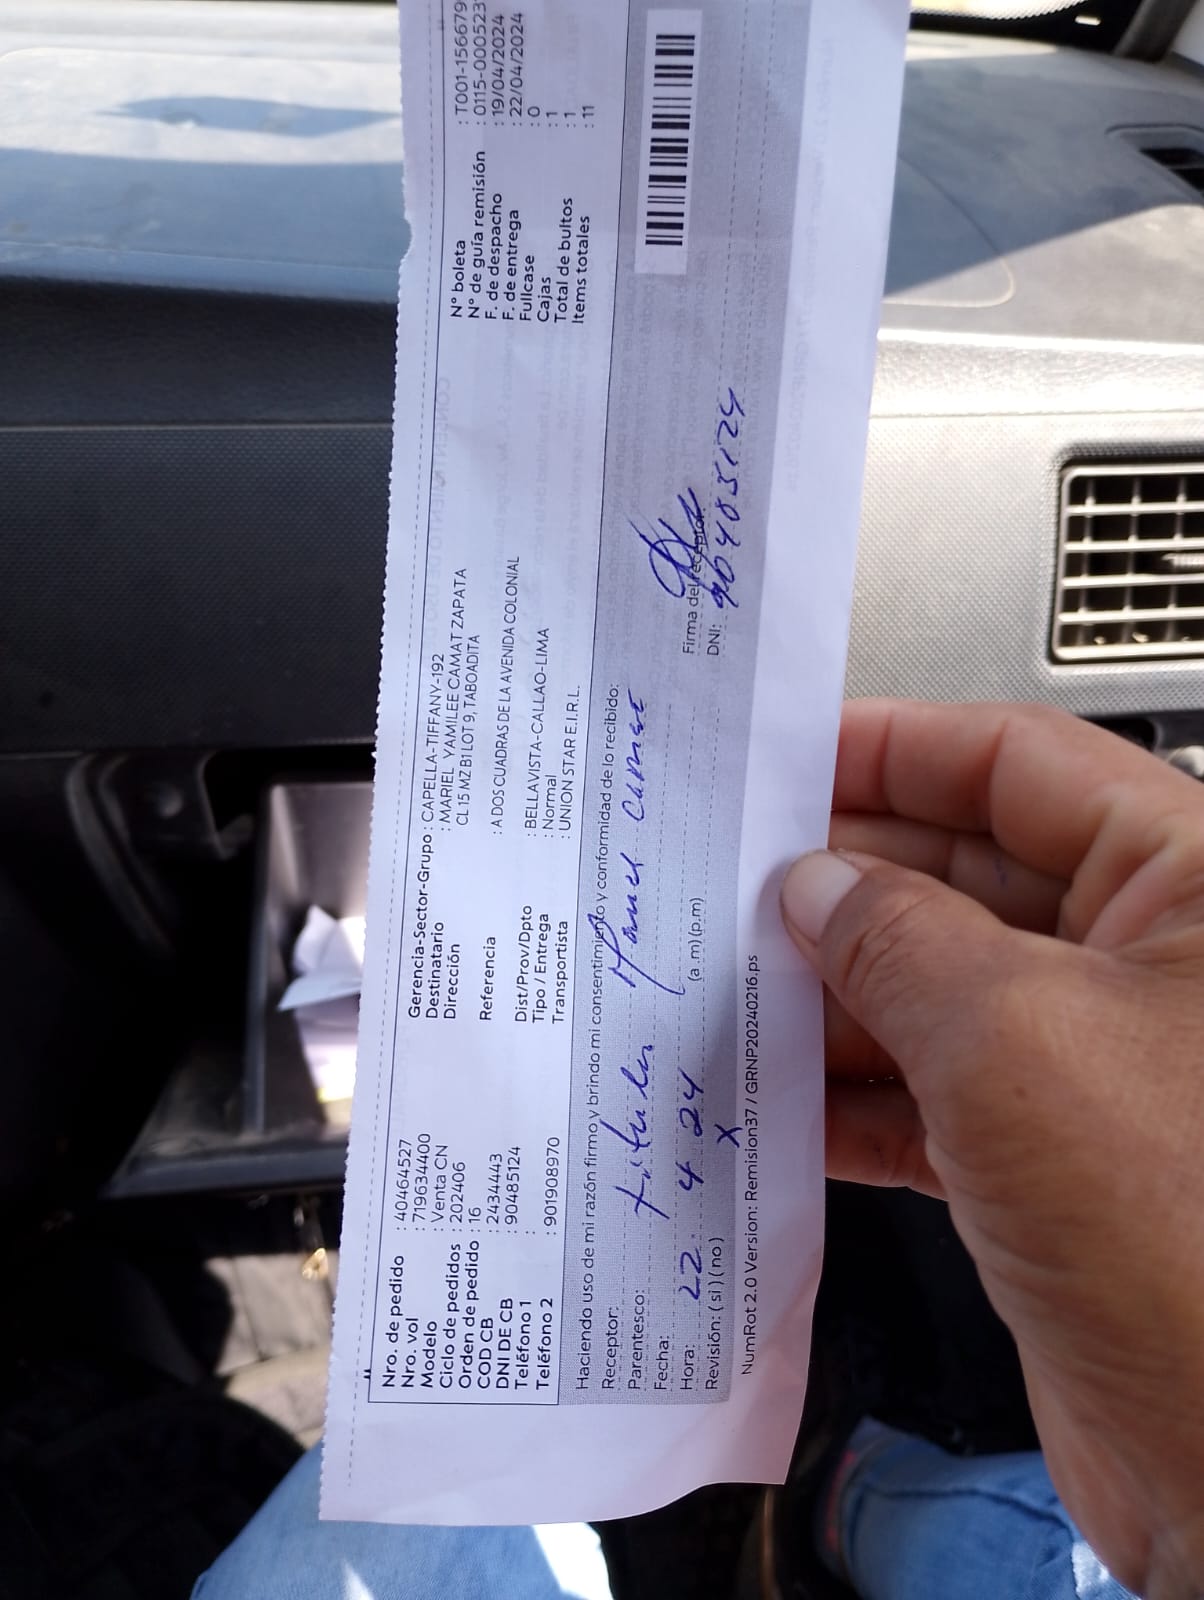 Nro. de pedido : 40464527
Nro. vol : 719634400
Modelo : Venta CN
Ciclo de pedidos : 202406
Orden de pedido : 16
COD CB : 2434443
DNI DE CB : 90485124
Teléfono 1 :
Teléfono 2 : 901908970
Gerencia-Sector-Grupo : CAPELLA-TIFFANY-192
Destinatario : MARIEL YAMILEE CAMAT ZAPATA
Dirección CL 15 MZ B1 LOT 9, TABOADITA
Referencia : A DOS CUADRAS DE LA AVENIDA COLONIAL
Dist/Prov/Dpto : BELLAVISTA-CALLAO-LIMA
Tipo / Entrega : Normal
Transportista : UNION STAR E.I.R.L.
N° boleta : T001-156679
N° de guía remisión : 0115-000523
F. de despacho : 19/04/2024
F. de entrega : 22/04/2024
Fullcase : 0
Cajas : 1
Total de bultos : 1
Items totales : 11
Haciendo uso de mi razón firmo y brindo mi consentimiento y conformidad de lo recibido:
Receptor: Camat
Parentesco: titular
Fecha: 22 4 24
Hora: (a.m)(p.m)
Revisión: ( si ) ( no ) X
Firma del receptor:
DNI: 90485124
NumRot 2.0 Version: Remision37 / GRNP20240216.ps